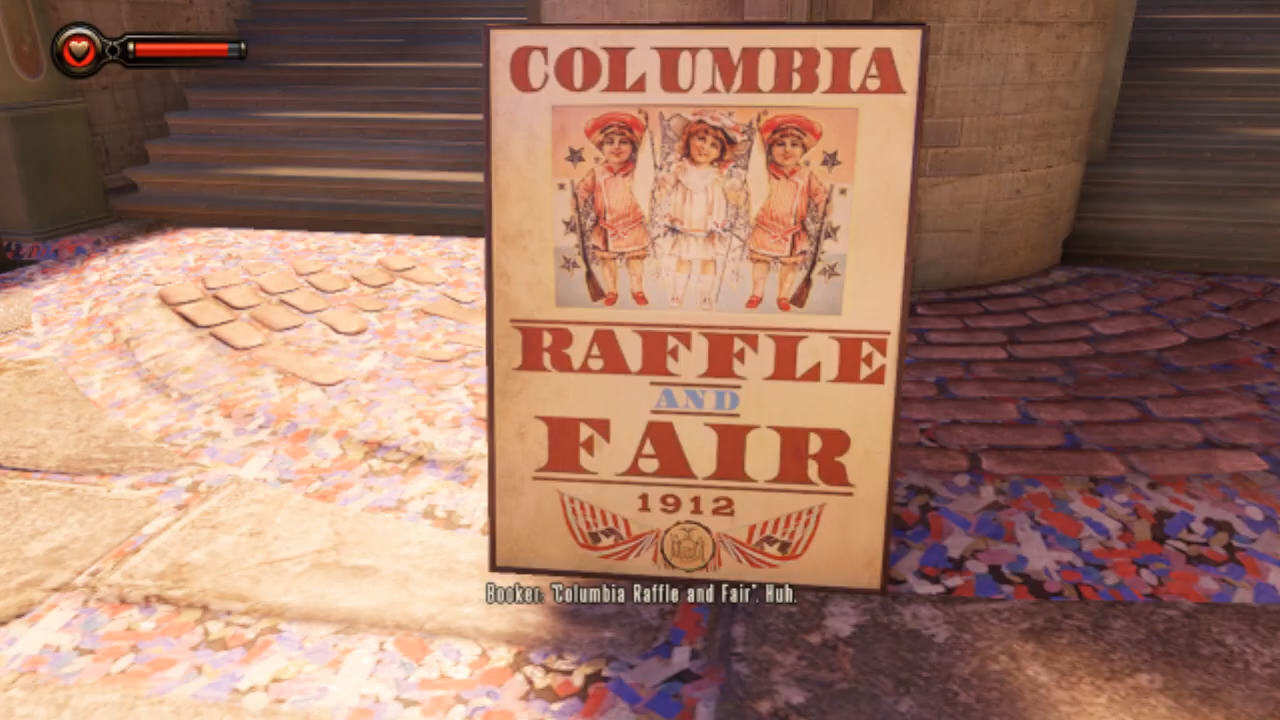 COLUMBIA
RAFFLE
AND
FAIR
1912
Booker: "Columbia Raffle and Fair". Huh.